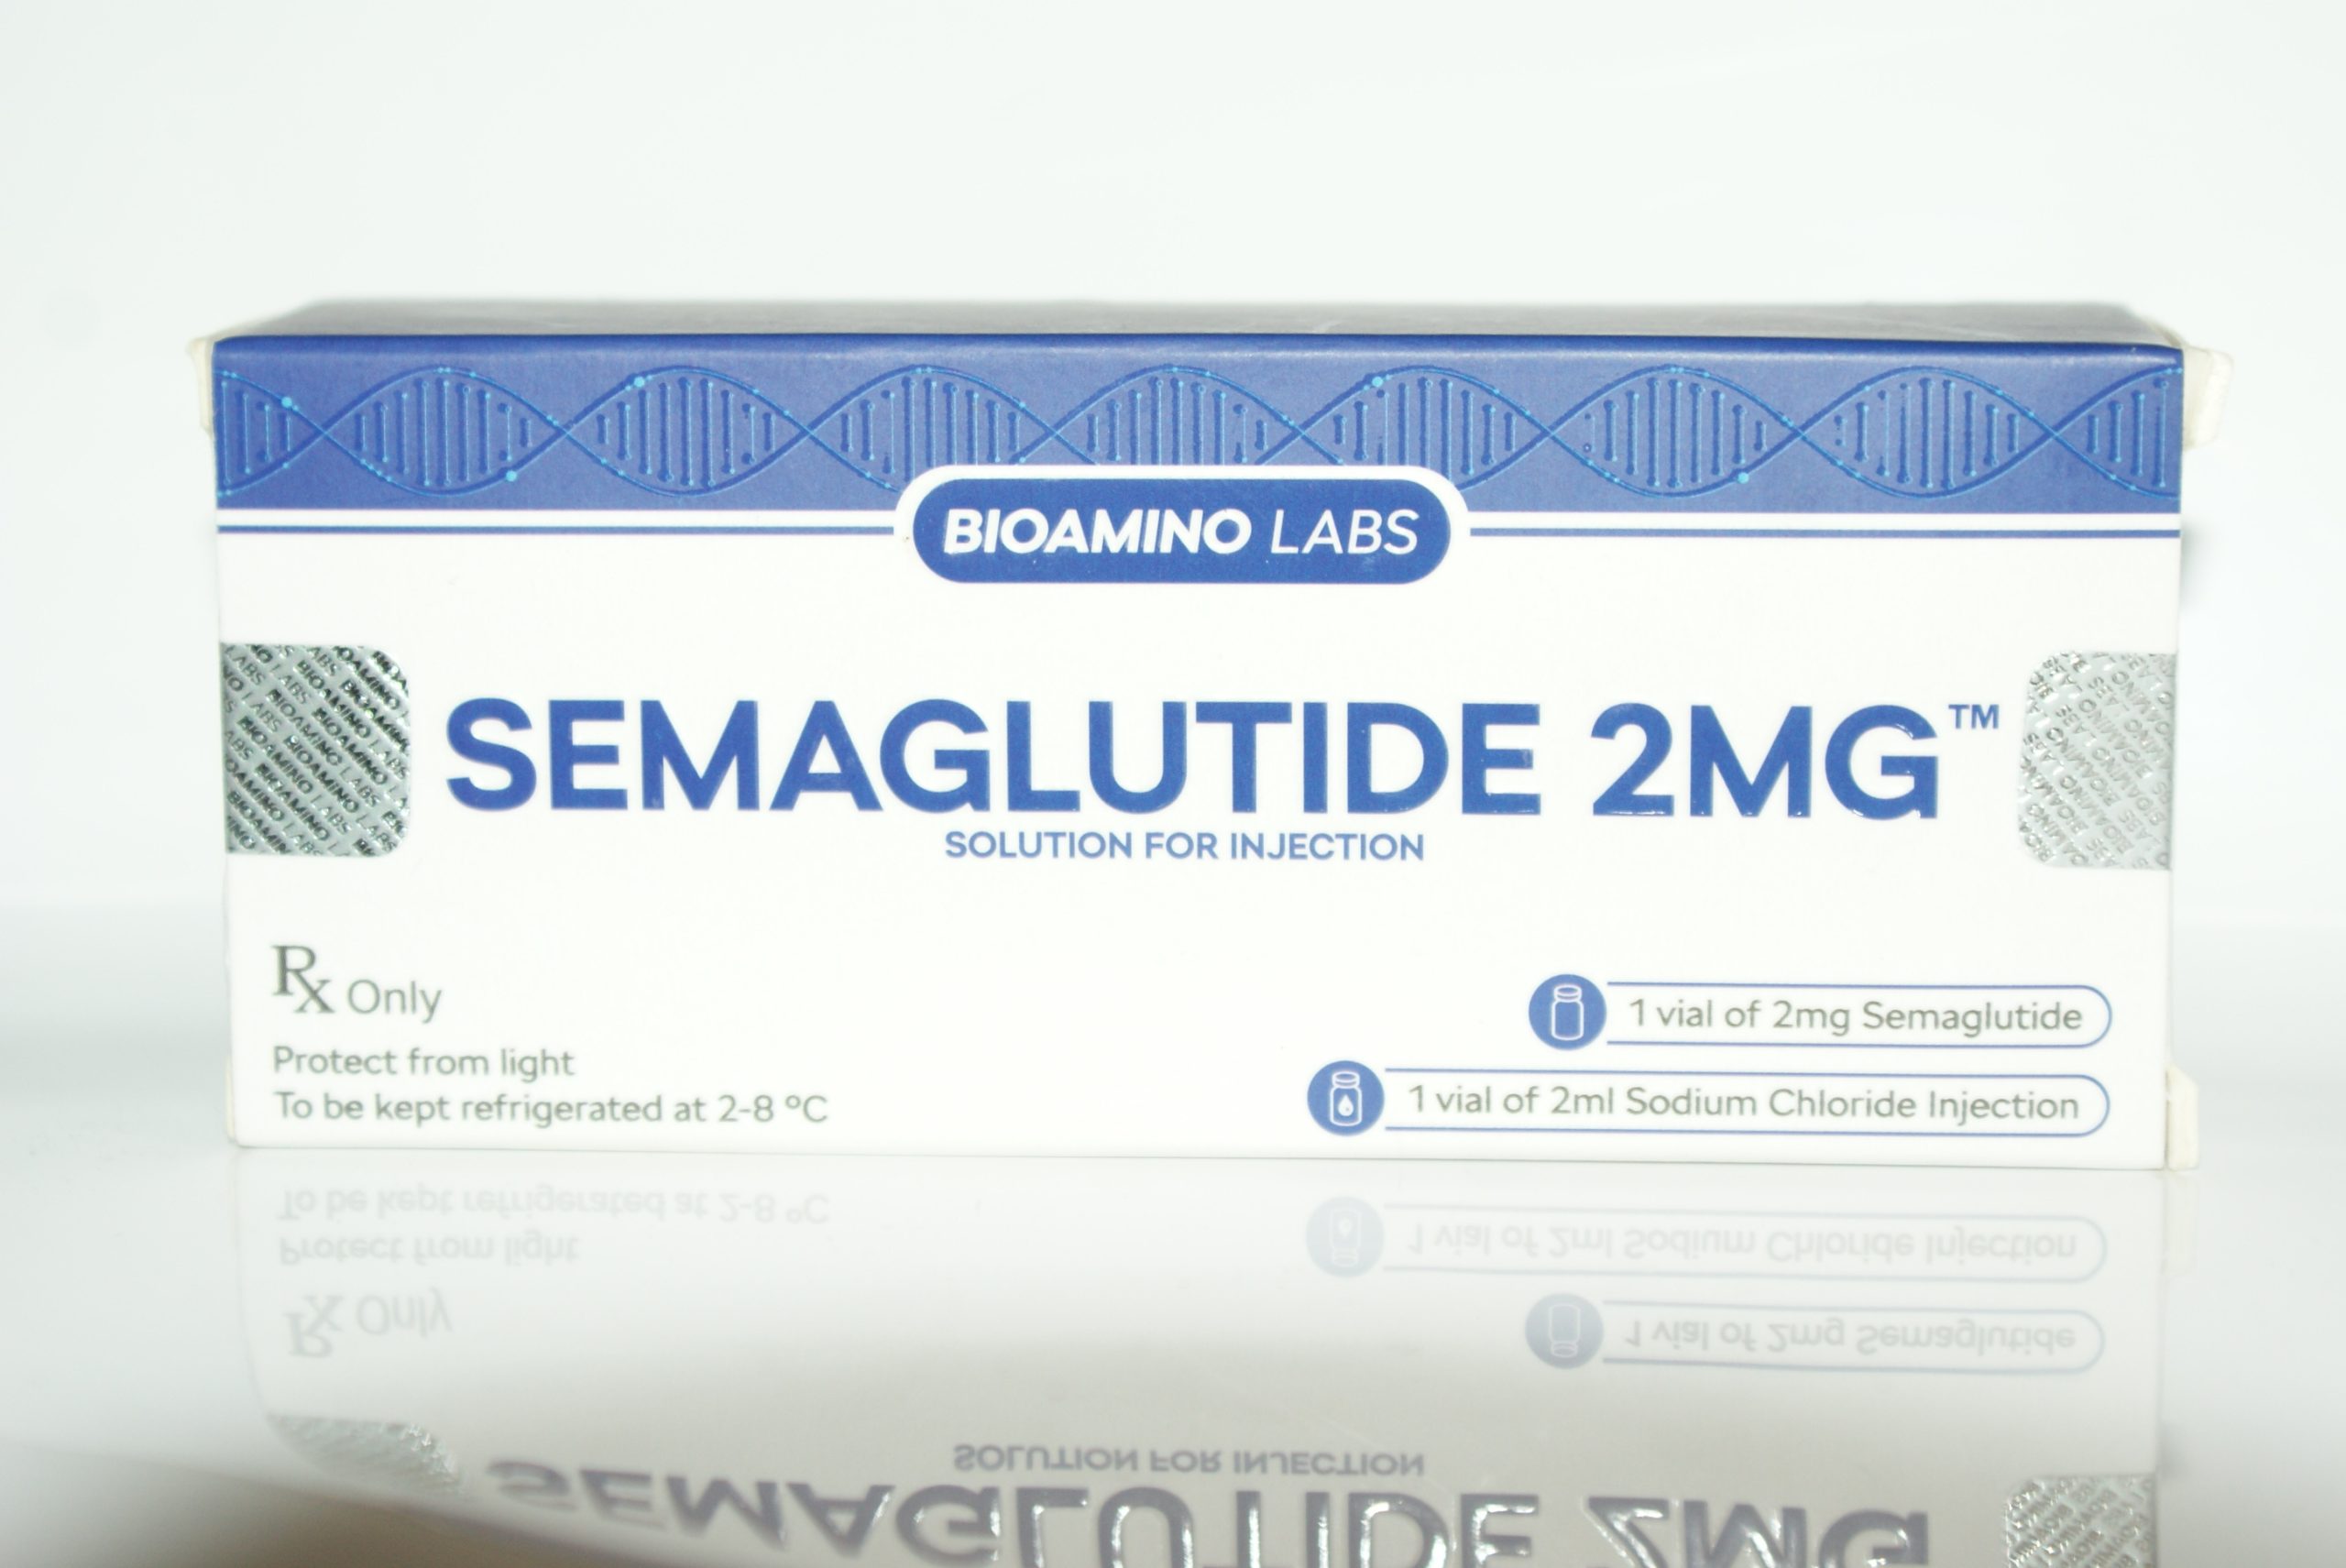 BIOAMINO LABS
SEMAGLUTIDE 2MG™
SOLUTION FOR INJECTION
Rx Only
Protect from light
To be kept refrigerated at 2-8 °C
1 vial of 2mg Semaglutide
1 vial of 2ml Sodium Chloride Injection